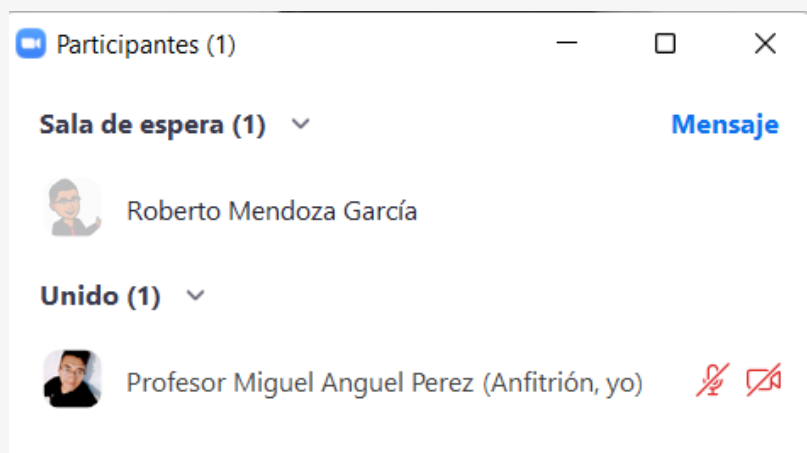 Participantes (1)
Sala de espera (1) Mensaje
Roberto Mendoza García
Unido (1)
Profesor Miguel Anguel Perez (Anfitrión, yo)